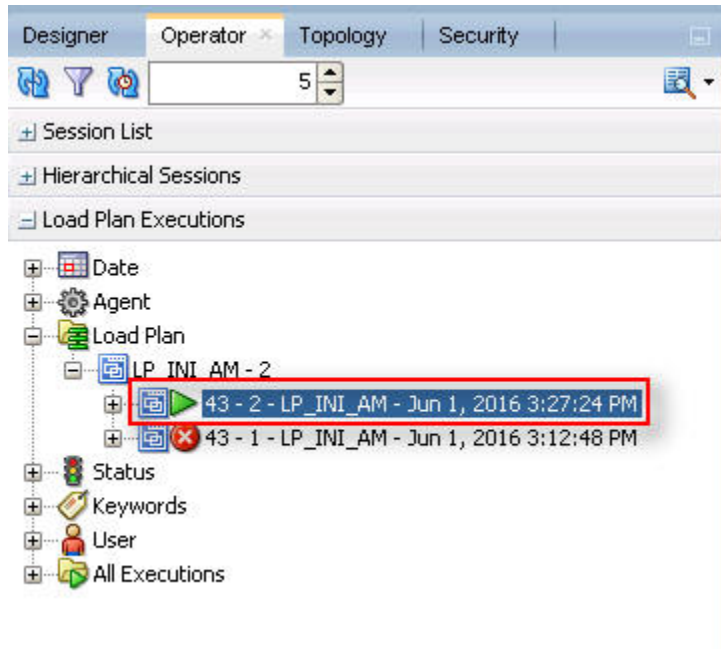 Designer Operator Topology Security
5
Session List
Hierarchical Sessions
Load Plan Executions
Date
Agent
Load Plan
LP_INI_AM - 2
43 - 2 - LP_INI_AM - Jun 1, 2016 3:27:24 PM
43 - 1 - LP_INI_AM - Jun 1, 2016 3:12:48 PM
Status
Keywords
User
All Executions